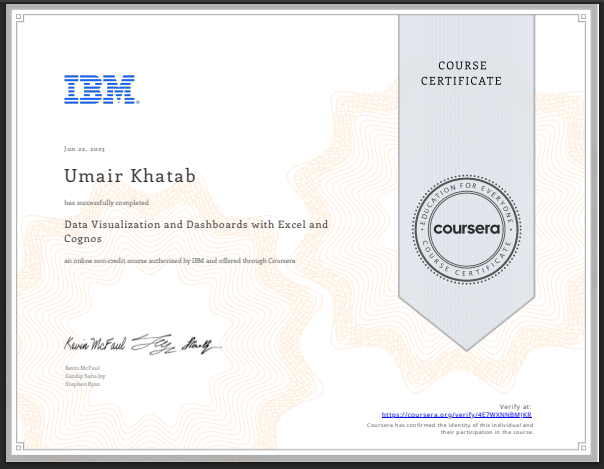 COURSE
CERTIFICATE
IBM
Jun 22, 2023
Umair Khatab
has successfully completed
Data Visualization and Dashboards with Excel and
Cognos
an online non-credit course authorized by IBM and offered through Coursera
EDUCATION FOR EVERYONE
coursera
COURSE CERTIFICATE
Kevin McFaul
Kevin McFaul
Sandip Saha Joy
Stephen Ryan
Verify at:
https://coursera.org/verify/4E7WXNNBMJKR
Coursera has confirmed the identity of this individual and
their participation in the course.